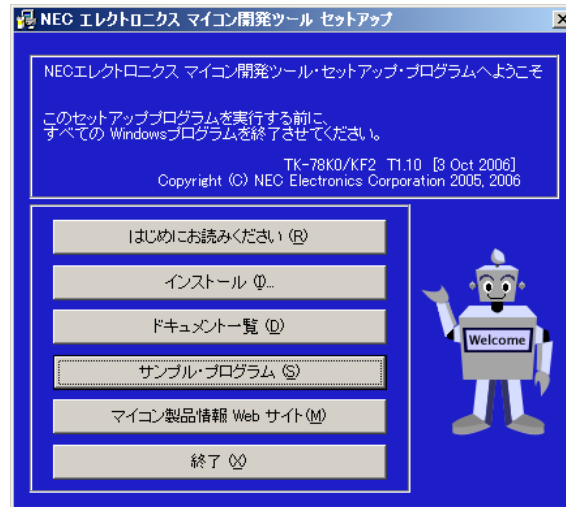 NEC エレクトロニクス マイコン開発ツール セットアップ
NECエレクトロニクス マイコン開発ツール・セットアップ・プログラムへようこそ
このセットアッププログラムを実行する前に、
すべての Windowsプログラムを終了させてください。
TK-78K0/KF2 T1.10 [3 Oct 2006]
Copyright (C) NEC Electronics Corporation 2005, 2006
はじめにお読みください (R)
インストール (I)...
ドキュメント一覧 (D)
サンプル・プログラム (S)
マイコン製品情報 Web サイト(M)
終了 (X)
Welcome